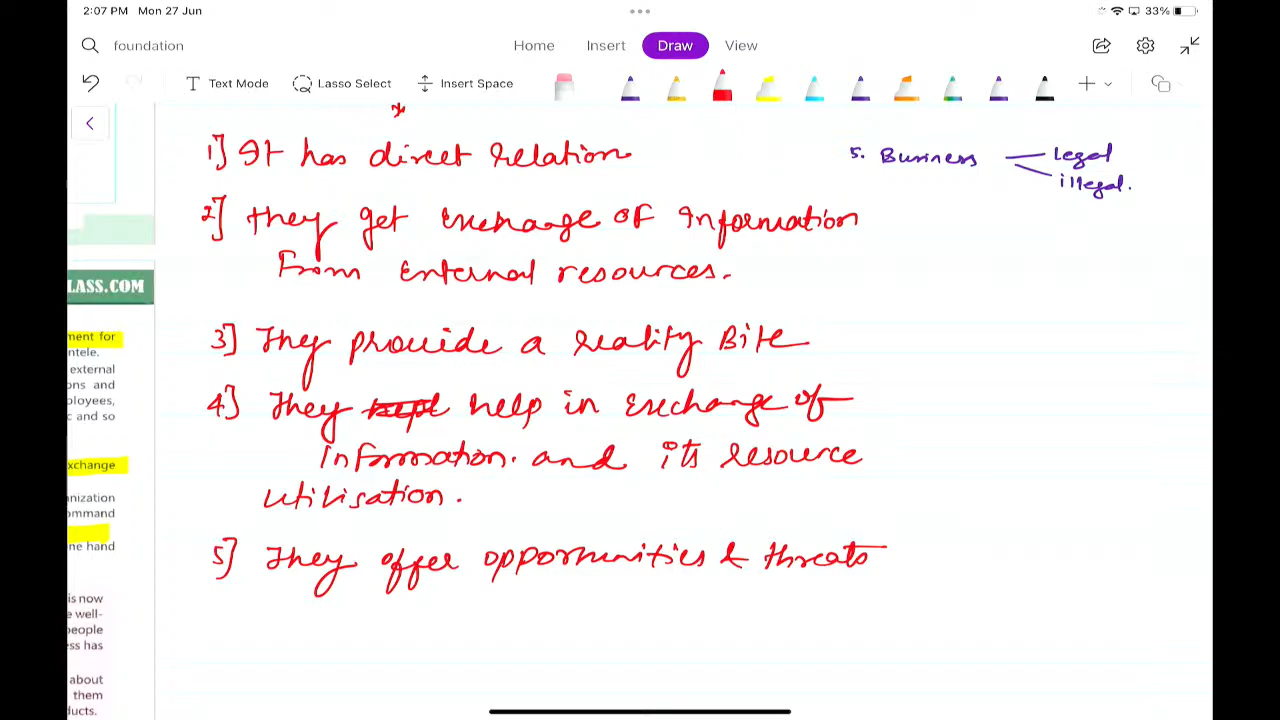 2:07 PM Mon 27 Jun
33%
foundation
Home Insert Draw View
Text Mode Lasso Select Insert Space
1] It has direct relation
5. Business
Legal
illegal.
2] They get exchange of Information
From external resources.
LASS.COM
3] They provide a reality Bite
4] They help in exchange of
Information. and its resource
utilisation.
5] They offer opportunities & threats
ment for
ntele.
external
ons and
ployees,
c and so
xchange
nization
ommand
ne hand
is now
e well-
people
ss has
about
them
ducts.